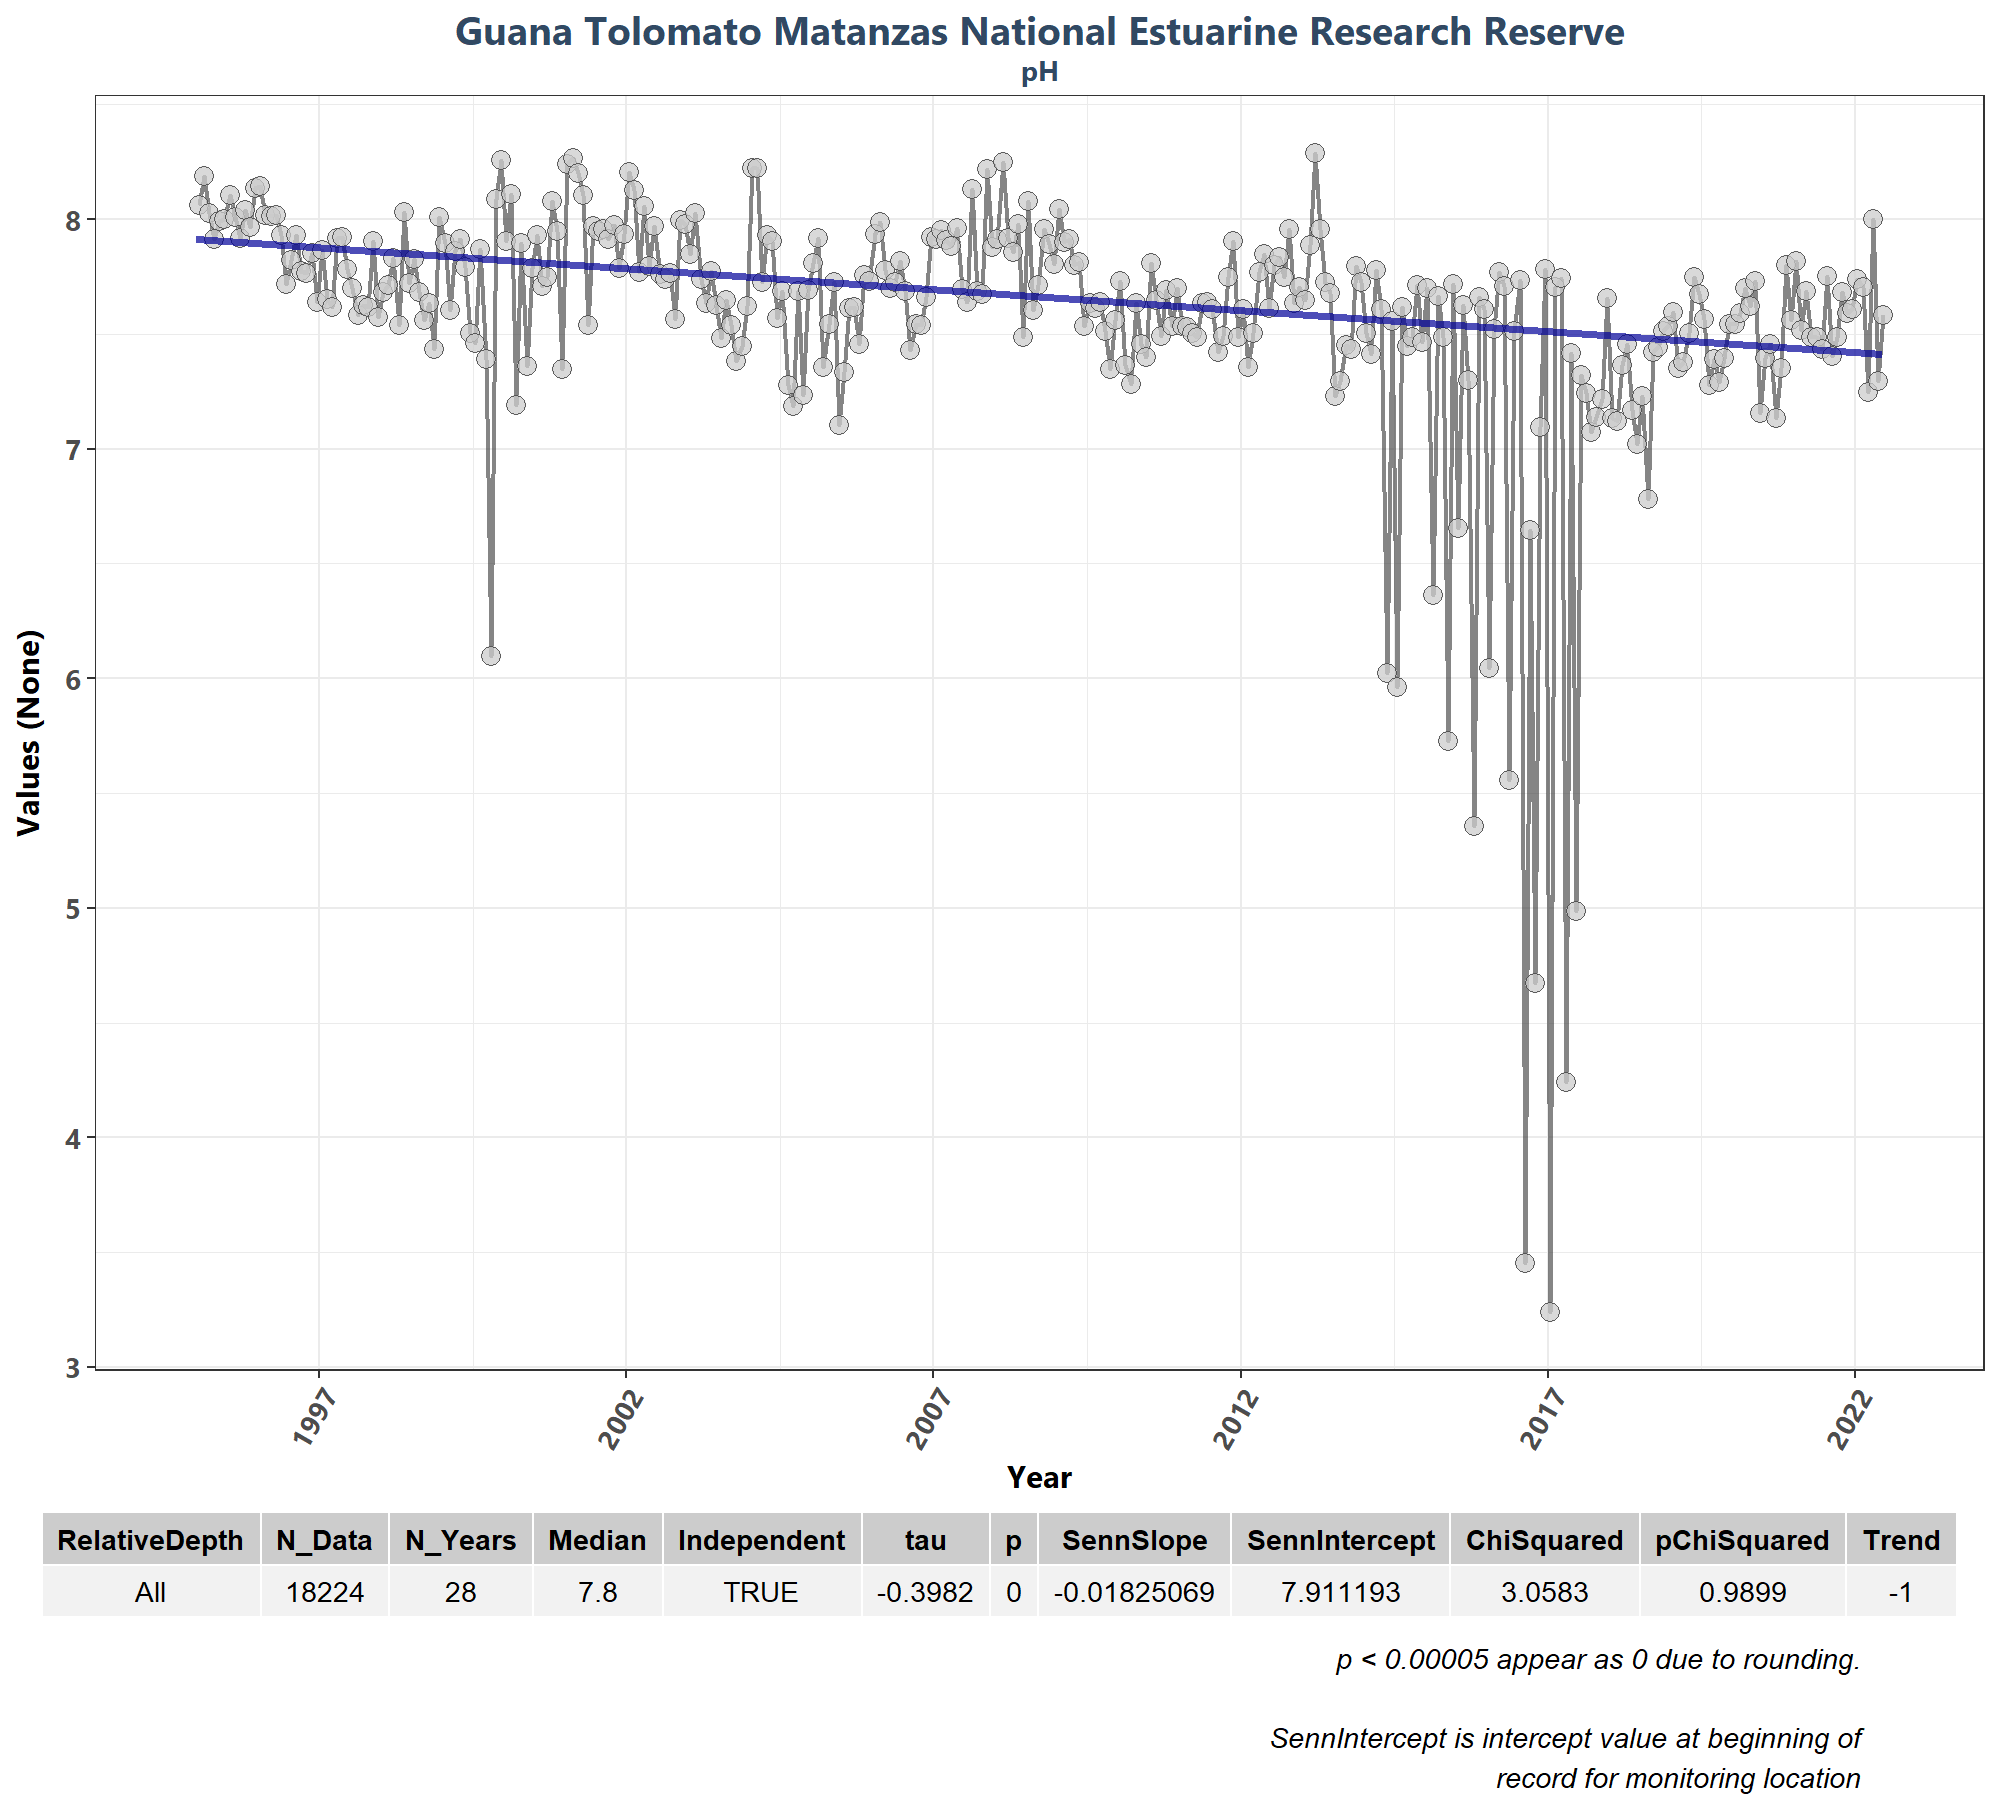 Guana Tolomato Matanzas National Estuarine Research Reserve
pH
Values (None)
8
7
6
5
4
3
1997 2002 2007 2012 2017 2022
Year
RelativeDepth N_Data N_Years Median Independent tau p SennSlope SennIntercept ChiSquared pChiSquared Trend
All 18224 28 7.8 TRUE -0.3982 0 -0.01825069 7.911193 3.0583 0.9899 -1
p < 0.00005 appear as 0 due to rounding.
SennIntercept is intercept value at beginning of
record for monitoring location